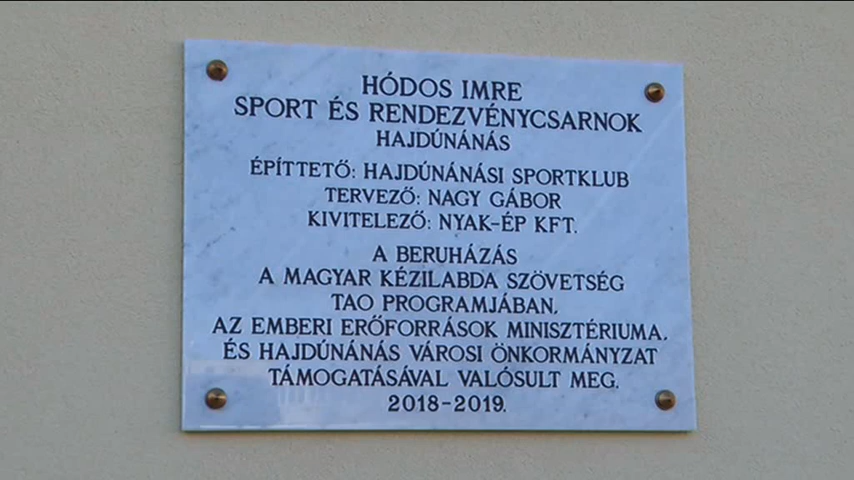 HÓDOS IMRE
SPORT ÉS RENDEZVÉNYCSARNOK
HAJDÚNÁNÁS
ÉPÍTTETŐ: HAJDÚNÁNÁSI SPORTKLUB
TERVEZŐ: NAGY GÁBOR
KIVITELEZŐ: NYAK-ÉP KFT.
A BERUHÁZÁS
A MAGYAR KÉZILABDA SZÖVETSÉG
TAO PROGRAMJÁBAN,
AZ EMBERI ERŐFORRÁSOK MINISZTÉRIUMA,
ÉS HAJDÚNÁNÁS VÁROSI ÖNKORMÁNYZAT
TÁMOGATÁSÁVAL VALÓSULT MEG.
2018-2019.